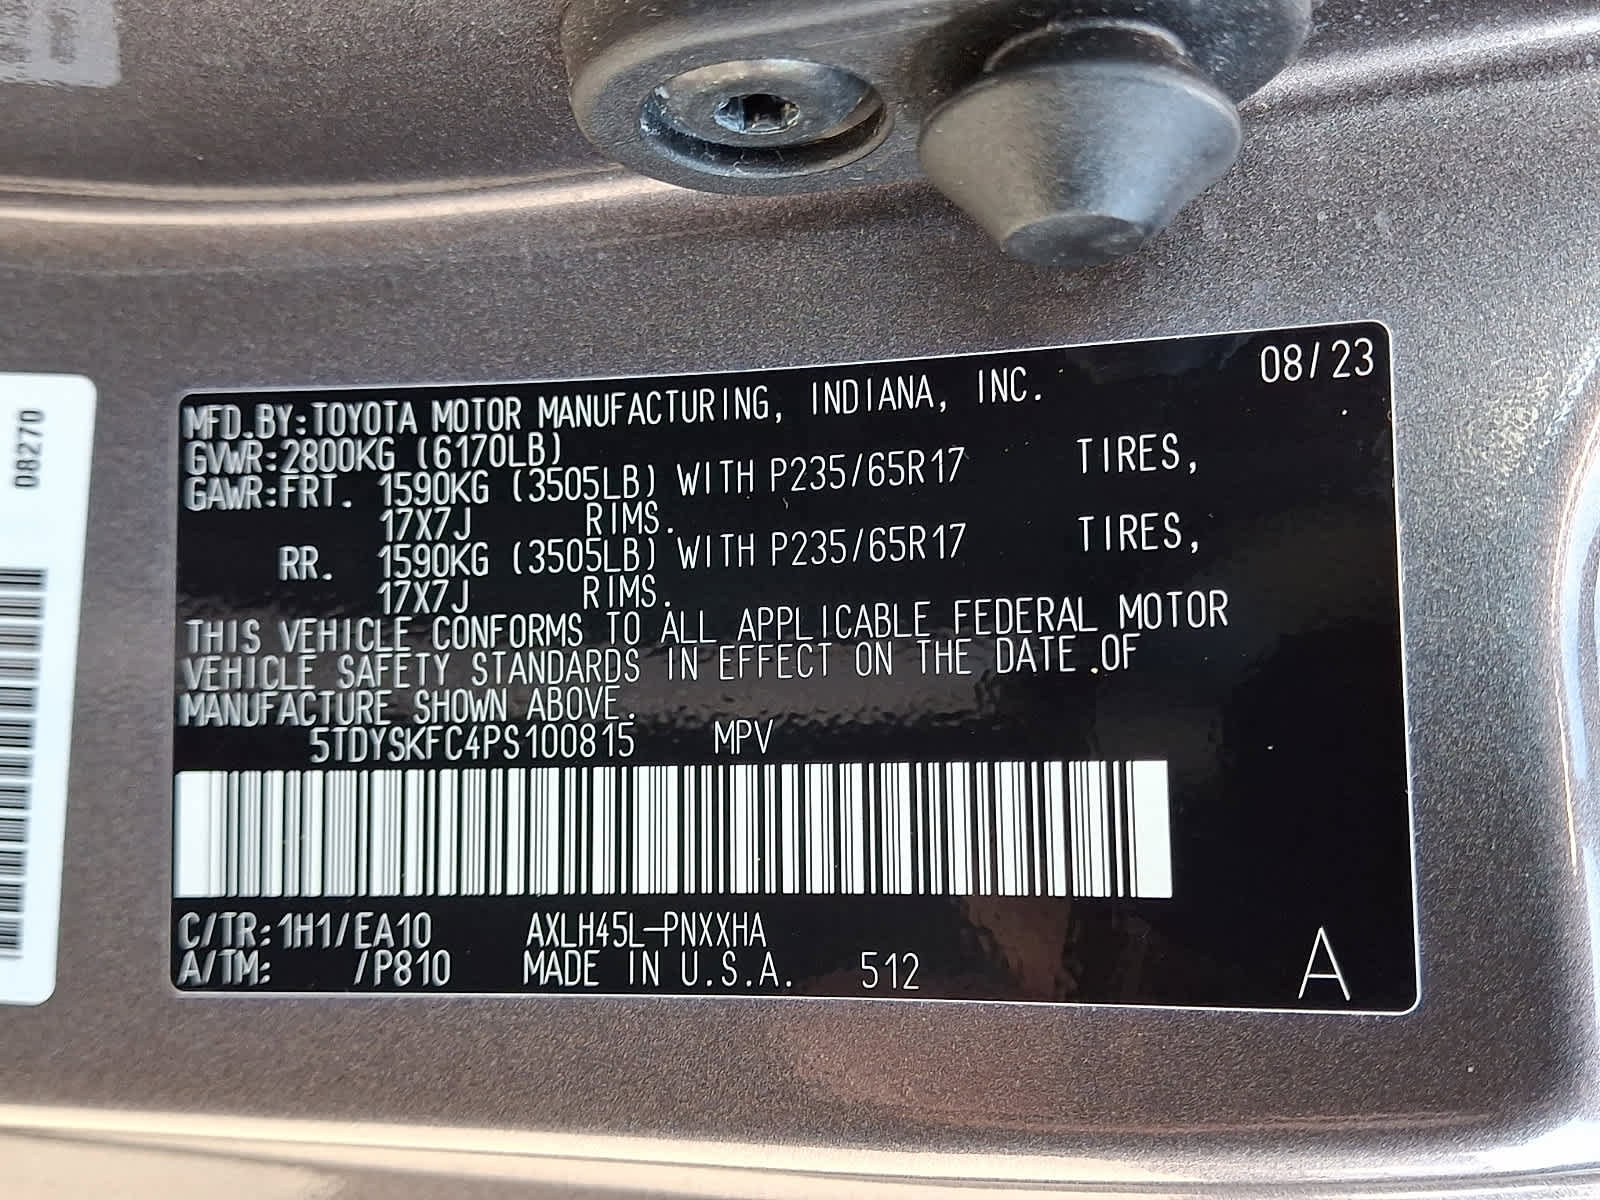 08/23
MFD.BY:TOYOTA MOTOR MANUFACTURING, INDIANA, INC.
GVWR:2800KG (6170LB)
GAWR:FRT. 1590KG (3505LB) WITH P235/65R17 TIRES,
17X7J RIMS.
RR. 1590KG (3505LB) WITH P235/65R17 TIRES,
17X7J RIMS.
THIS VEHICLE CONFORMS TO ALL APPLICABLE FEDERAL MOTOR
VEHICLE SAFETY STANDARDS IN EFFECT ON THE DATE OF
MANUFACTURE SHOWN ABOVE.
5TDYSKFC4PS100815 MPV
C/TR:1H1/EA10 AXLH45L-PNXXHA
A/TM: /P810 MADE IN U.S.A. 512
A
08270